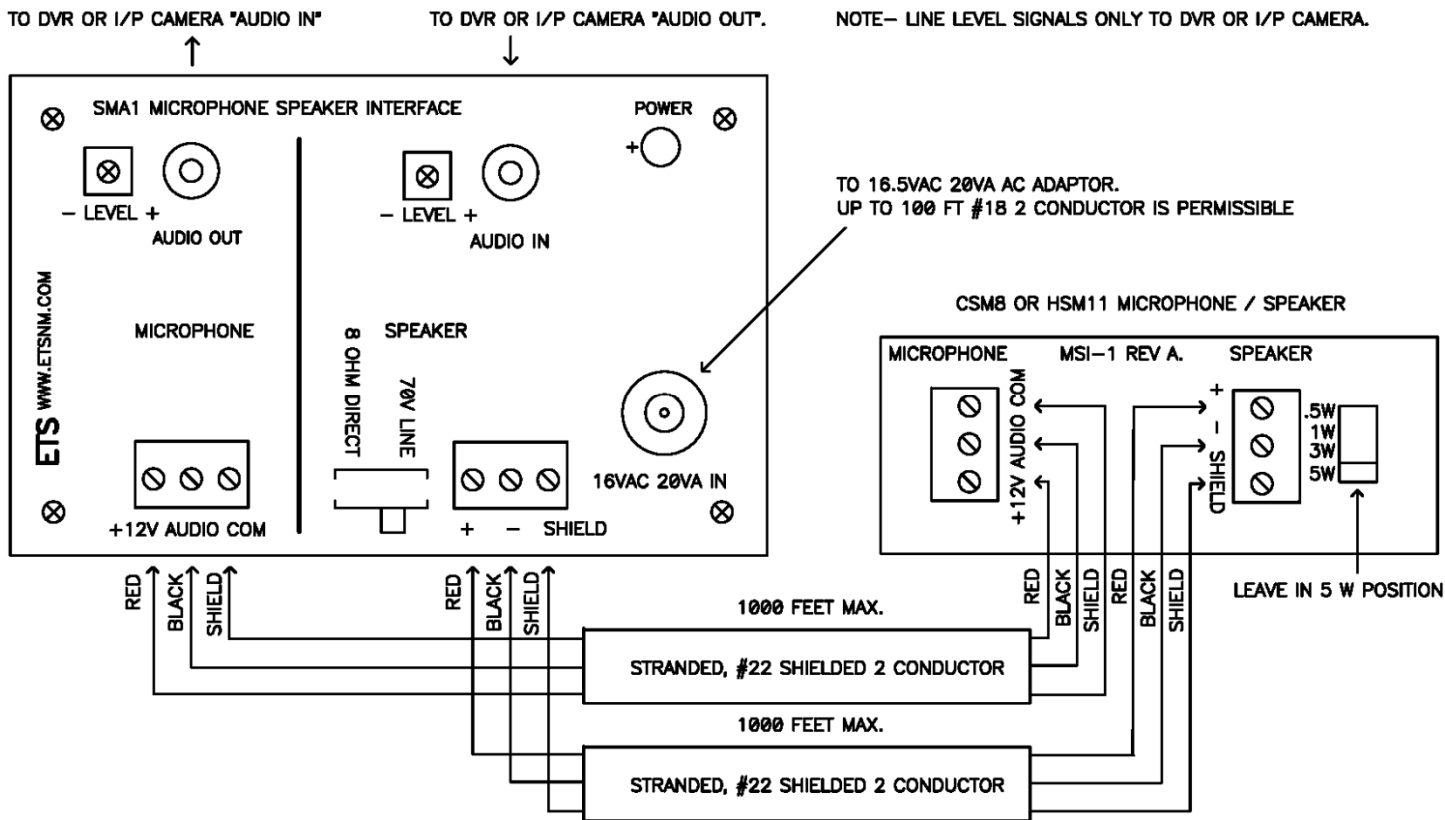 TO DVR OR I/P CAMERA "AUDIO IN"
TO DVR OR I/P CAMERA "AUDIO OUT".
NOTE- LINE LEVEL SIGNALS ONLY TO DVR OR I/P CAMERA.
SMA1 MICROPHONE SPEAKER INTERFACE
POWER
+
- LEVEL +
AUDIO OUT
- LEVEL +
AUDIO IN
TO 16.5VAC 20VA AC ADAPTOR.
UP TO 100 FT #18 2 CONDUCTOR IS PERMISSIBLE
ETS WWW.ETSNM.COM
MICROPHONE
8 OHM DIRECT
SPEAKER
70V LINE
16VAC 20VA IN
+12V AUDIO COM
+ - SHIELD
CSM8 OR HSM11 MICROPHONE / SPEAKER
MICROPHONE
MSI-1 REV A.
SPEAKER
+12V AUDIO COM
+ - SHIELD
.5W
1W
3W
5W
LEAVE IN 5 W POSITION
RED
BLACK
SHIELD
RED
BLACK
SHIELD
RED
BLACK
SHIELD
RED
BLACK
SHIELD
1000 FEET MAX.
STRANDED, #22 SHIELDED 2 CONDUCTOR
1000 FEET MAX.
STRANDED, #22 SHIELDED 2 CONDUCTOR